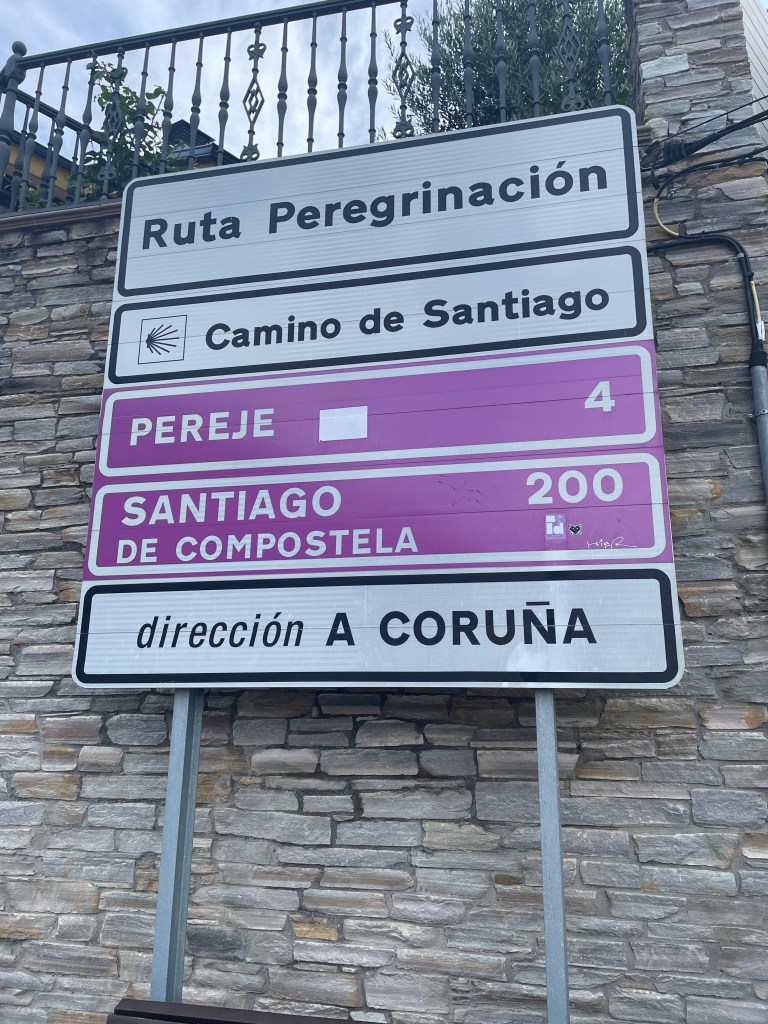 Ruta Peregrinación
Camino de Santiago
PEREJE 4
SANTIAGO 200
DE COMPOSTELA
dirección A CORUÑA